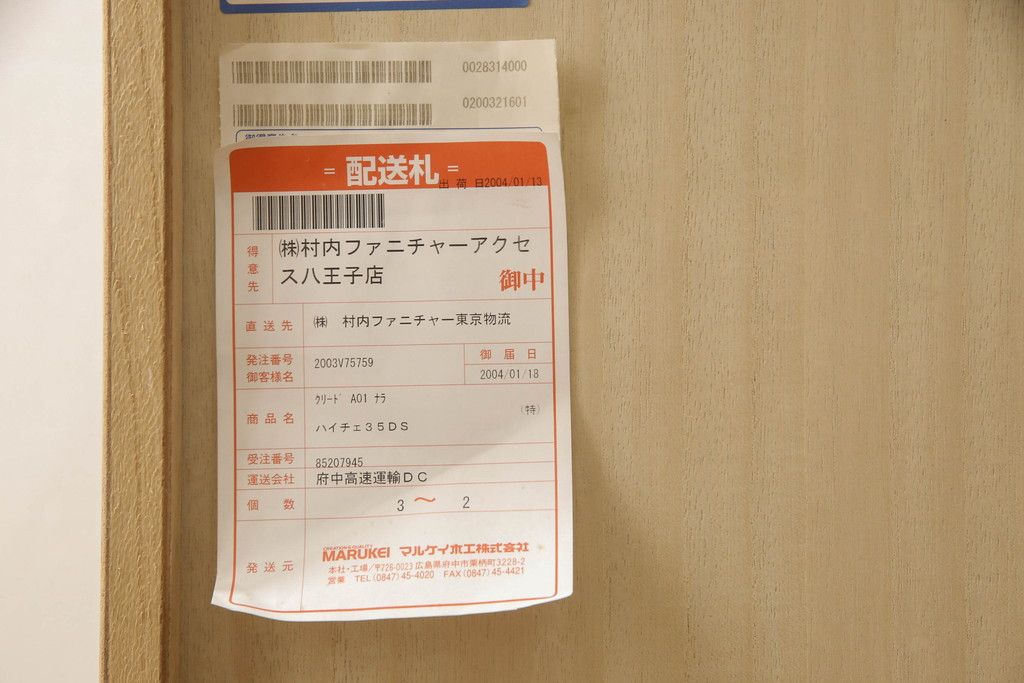 0028314000
0200321601
= 配送札 =
出 荷 日2004/01/13
得意先
㈱村内ファニチャーアクセ
ス八王子店
御中
直送先 ㈱ 村内ファニチャー東京物流
発注番号
御客様名
2003V75759
御届日
2004/01/18
商品名
ｸﾘｰﾄﾞ A01 ﾅﾗ
(特)
ハイチェ３５ＤＳ
受注番号 85207945
運送会社 府中高速運輸ＤＣ
個数 3 〜 2
発送元
CREATION & QUALITY
MARUKEI マルケイ木工株式会社
本社・工場/〒726-0023 広島県府中市栗柄町3228-2
営業 TEL(0847)45-4020 FAX(0847)45-4421